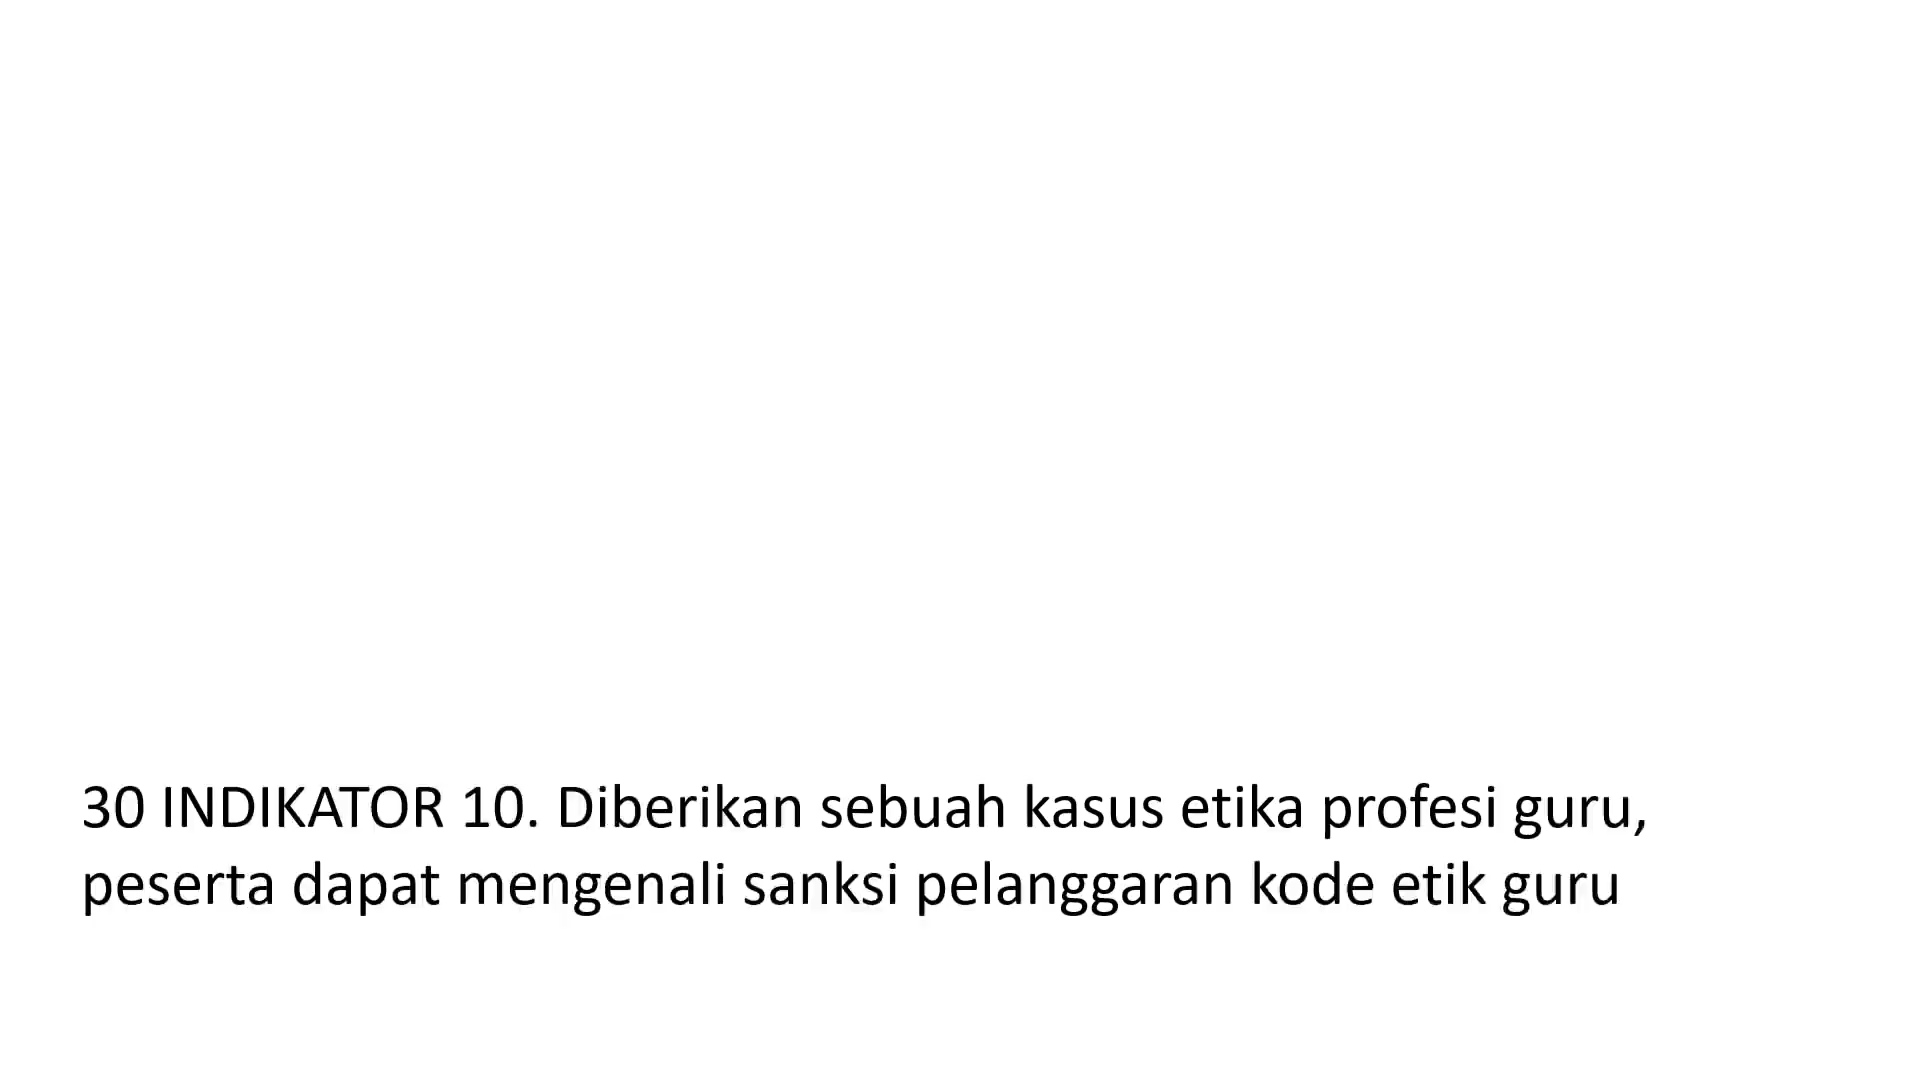 30 INDIKATOR 10. Diberikan sebuah kasus etika profesi guru,
peserta dapat mengenali sanksi pelanggaran kode etik guru